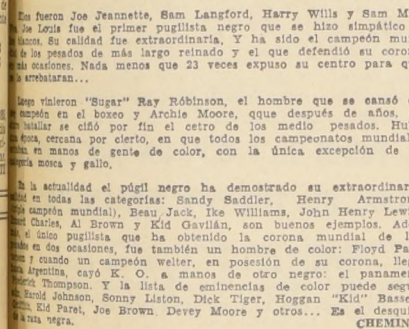 Ellos fueron Joe Jeannette, Sam Langford, Harry Wills y Sam M
Joe Louis fue el primer pugilista negro que se hizo simpático
blancos. Su calidad fue extraordinaria. Y ha sido el campeón mu
de los pesados de más largo reinado y el que defendió su coro
más ocasiones. Nada menos que 23 veces expuso su centro para q
arrebataran...
Luego vinieron "Sugar" Ray Róbinson, el hombre que se cansó
campeón en el boxeo y Archie Moore, qque después de años,
batallar se ciñó por fin el cetro de los medio pesados. Hu
época, cercana por cierto, en que todos los campeonatos mundial
en manos de gente de color, con la única excepción de
mosca y gallo.
En la actualidad el púgil negro ha demostrado su extraordinar
en todas las categorías: Sandy Saddler, Henry Armstron
campeón mundial), Beau Jack, Ike Williams, John Henry Lew
Charles, Al Brown y Kid Gavilán, son buenos ejemplos. Ad
el único pugilista que ha obtenido la corona mundial de l
en dos ocasiones, fue también un hombre de color: Floyd Pa
y cuando un campeón welter, en posesión de su corona, lle
Argentina, cayó K. O. a manos de otro negro: el paname
Thompson. Y la lista de eminencias de color puede segu
Harold Johnson, Sonny Liston, Dick Tiger, Hoggan "Kid" Basse
Kid Paret, Joe Brown, Devey Moore y otros... Es el desqu
de la raza negra.
CHEMIN